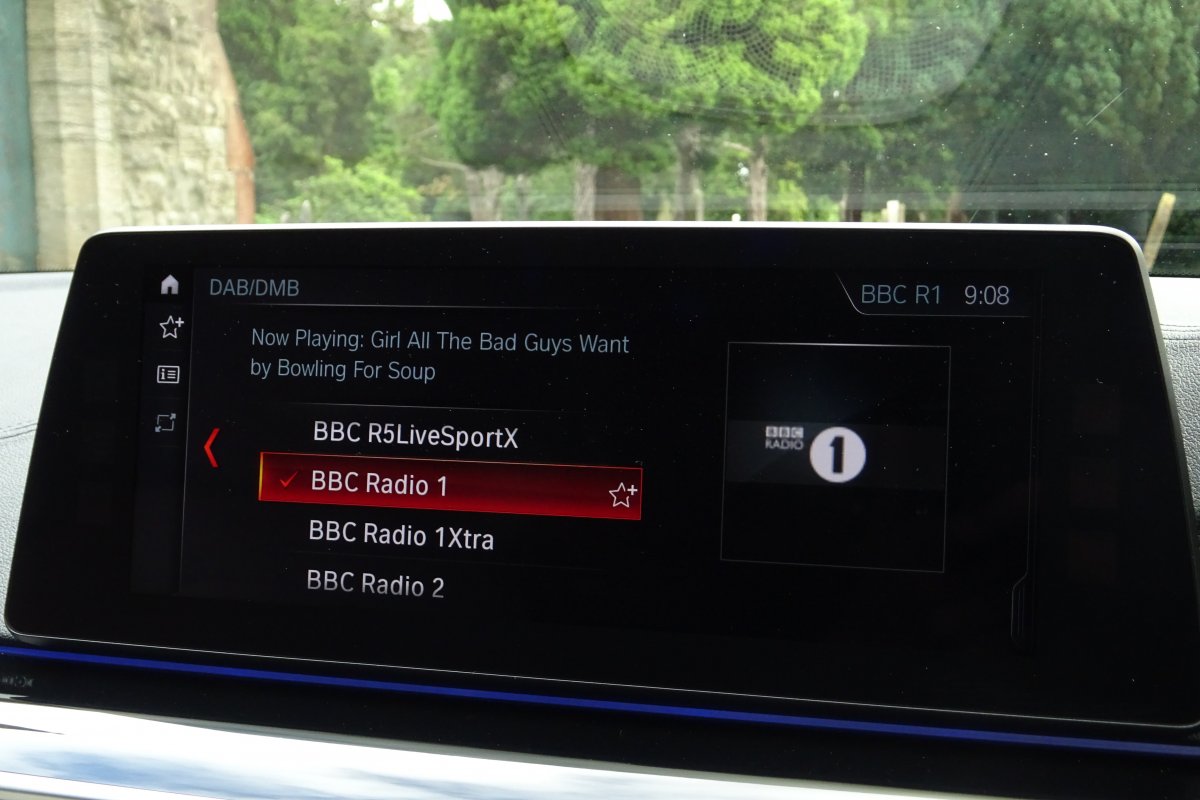 DAB/DMB
BBC R1 9:08
Now Playing: Girl All The Bad Guys Want
by Bowling For Soup
BBC R5LiveSportX
BBC Radio 1
BBC Radio 1Xtra
BBC Radio 2
BBC
RADIO
1